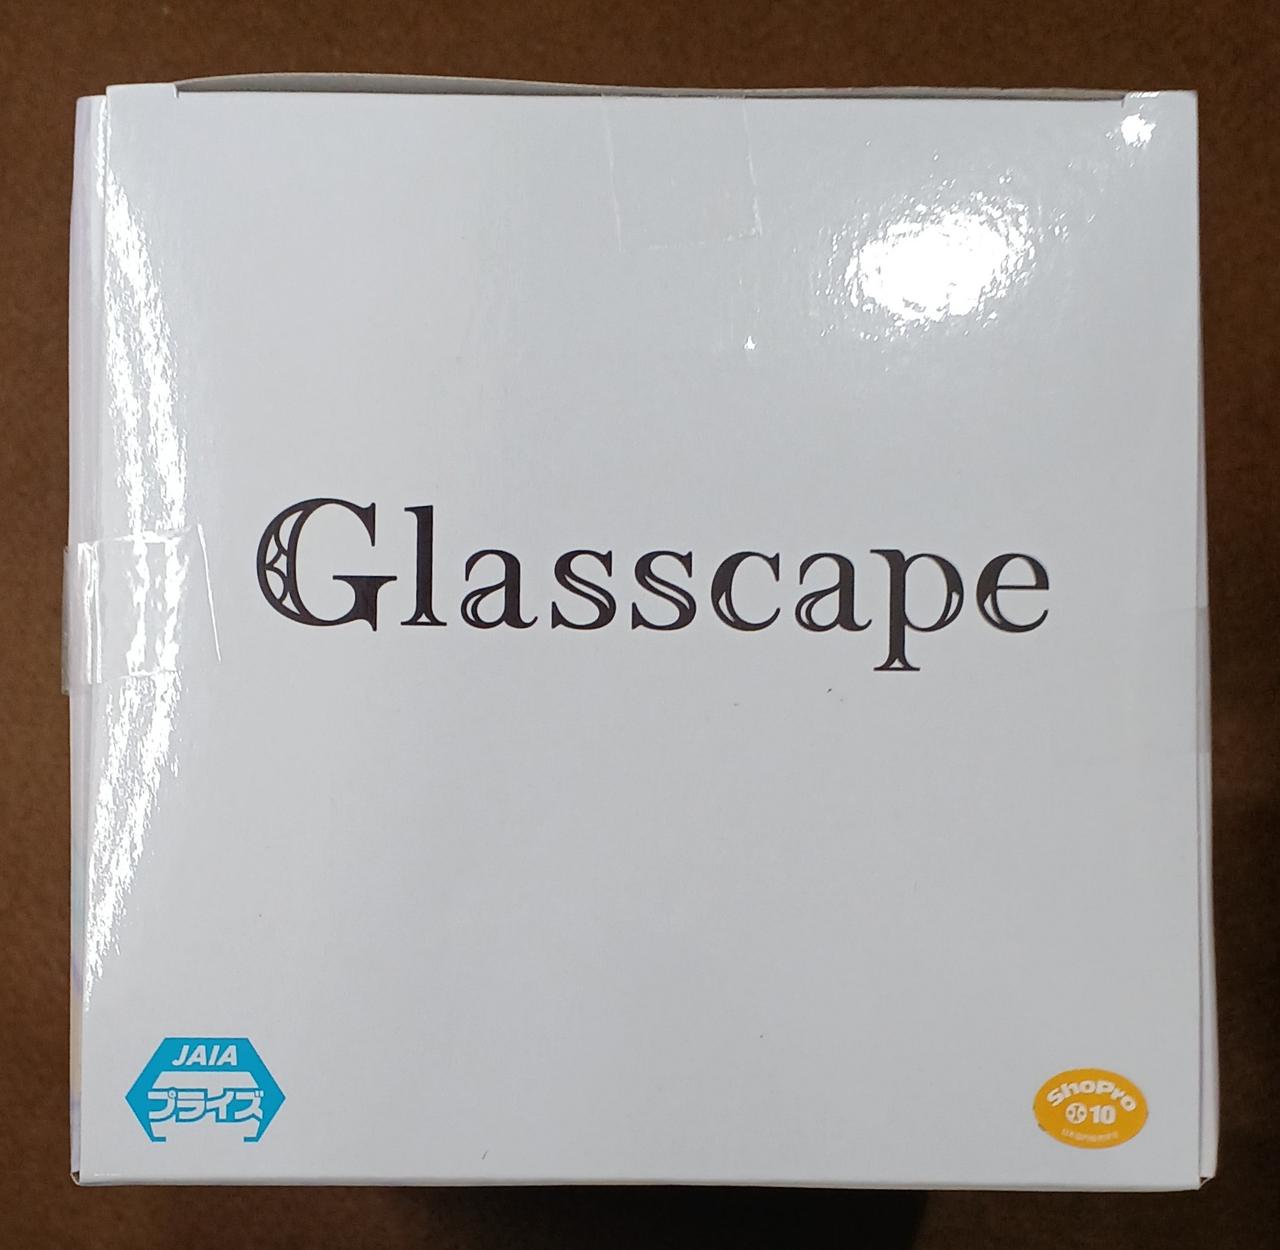 Glasscape
JAIA
プライズ
ShoPro
10